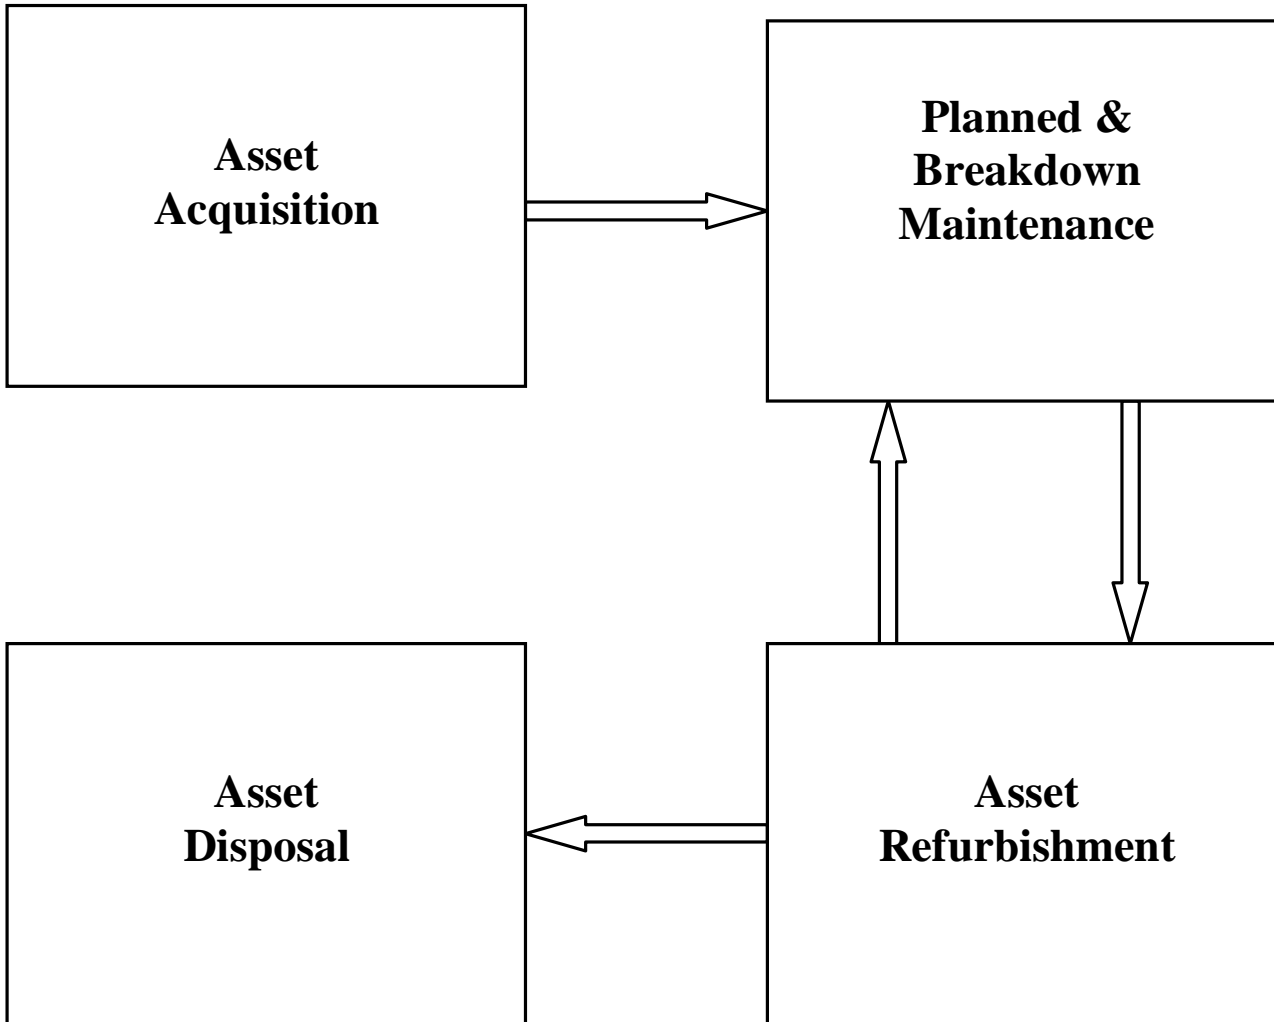 Asset
Acquisition
Planned &
Breakdown
Maintenance
Asset
Disposal
Asset
Refurbishment